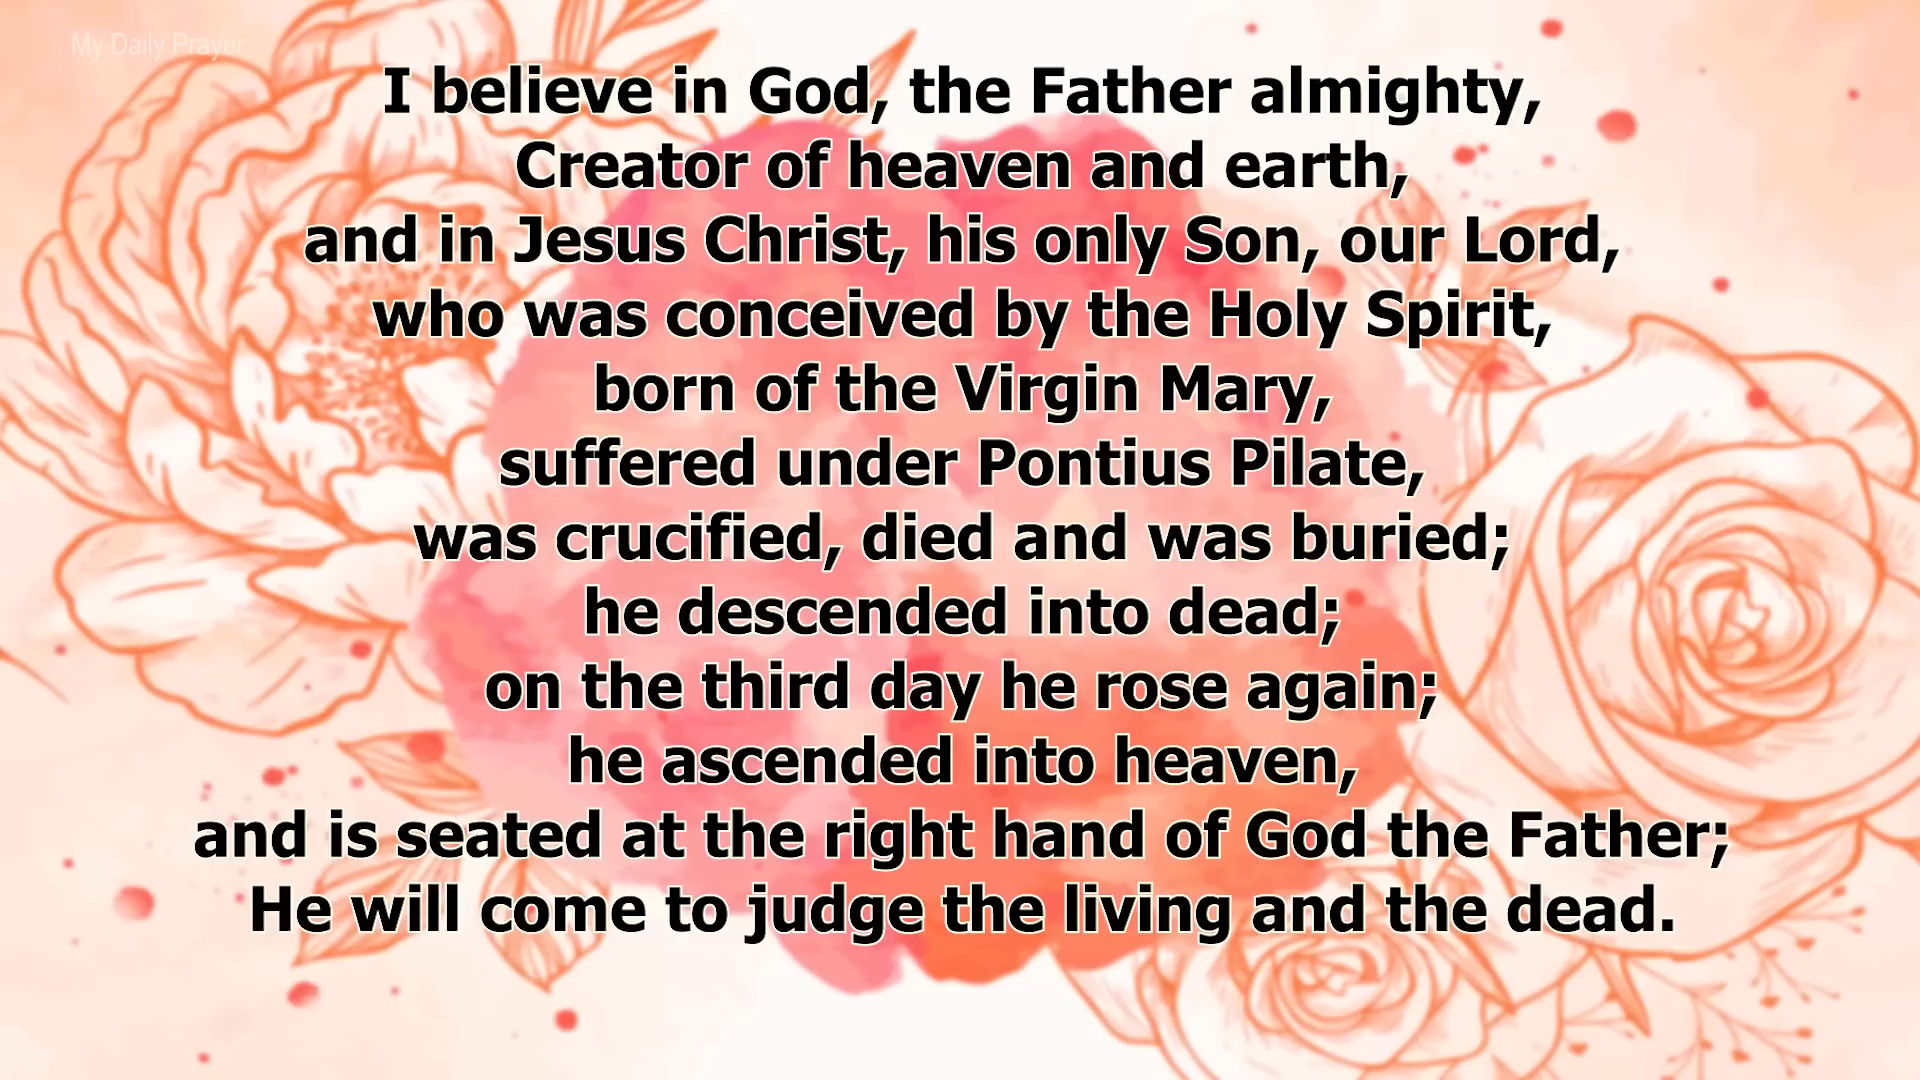 My Daily Prayer
I believe in God, the Father almighty,
Creator of heaven and earth,
and in Jesus Christ, his only Son, our Lord,
who was conceived by the Holy Spirit,
born of the Virgin Mary,
suffered under Pontius Pilate,
was crucified, died and was buried;
he descended into dead;
on the third day he rose again;
he ascended into heaven,
and is seated at the right hand of God the Father;
He will come to judge the living and the dead.